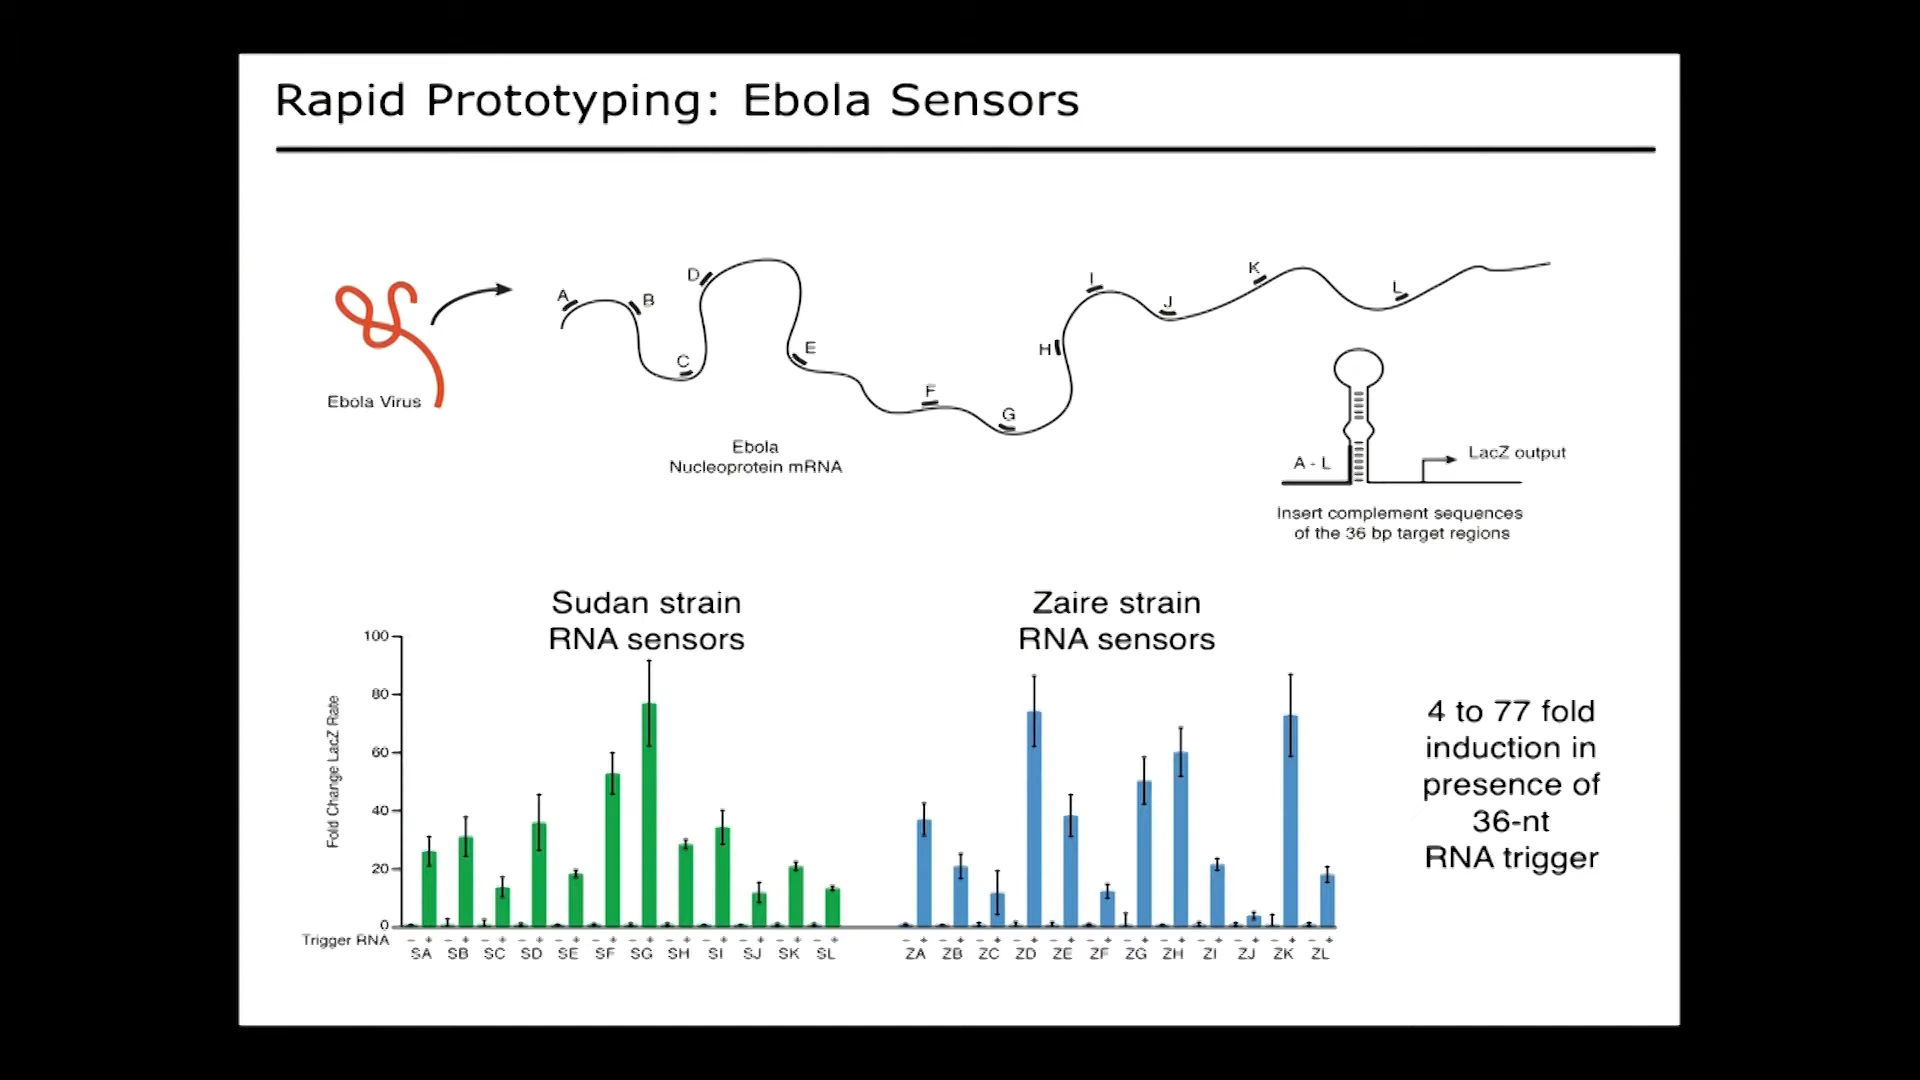 Rapid Prototyping: Ebola Sensors
Ebola Virus
A
B
C
D
E
F
G
H
I
J
K
L
Ebola
Nucleoprotein mRNA
A - L
LacZ output
Insert complement sequences
of the 36 bp target regions
Sudan strain
RNA sensors
Zaire strain
RNA sensors
Fold Change LacZ Rate
100
80
60
40
20
0
Trigger RNA - + - + - + - + - + - + - + - + - + - + - + - + - + - + - + - + - + - + - + - + - + - + - + - +
SA SB SC SD SE SF SG SH SI SJ SK SL ZA ZB ZC ZD ZE ZF ZG ZH ZI ZJ ZK ZL
4 to 77 fold
induction in
presence of
36-nt
RNA trigger